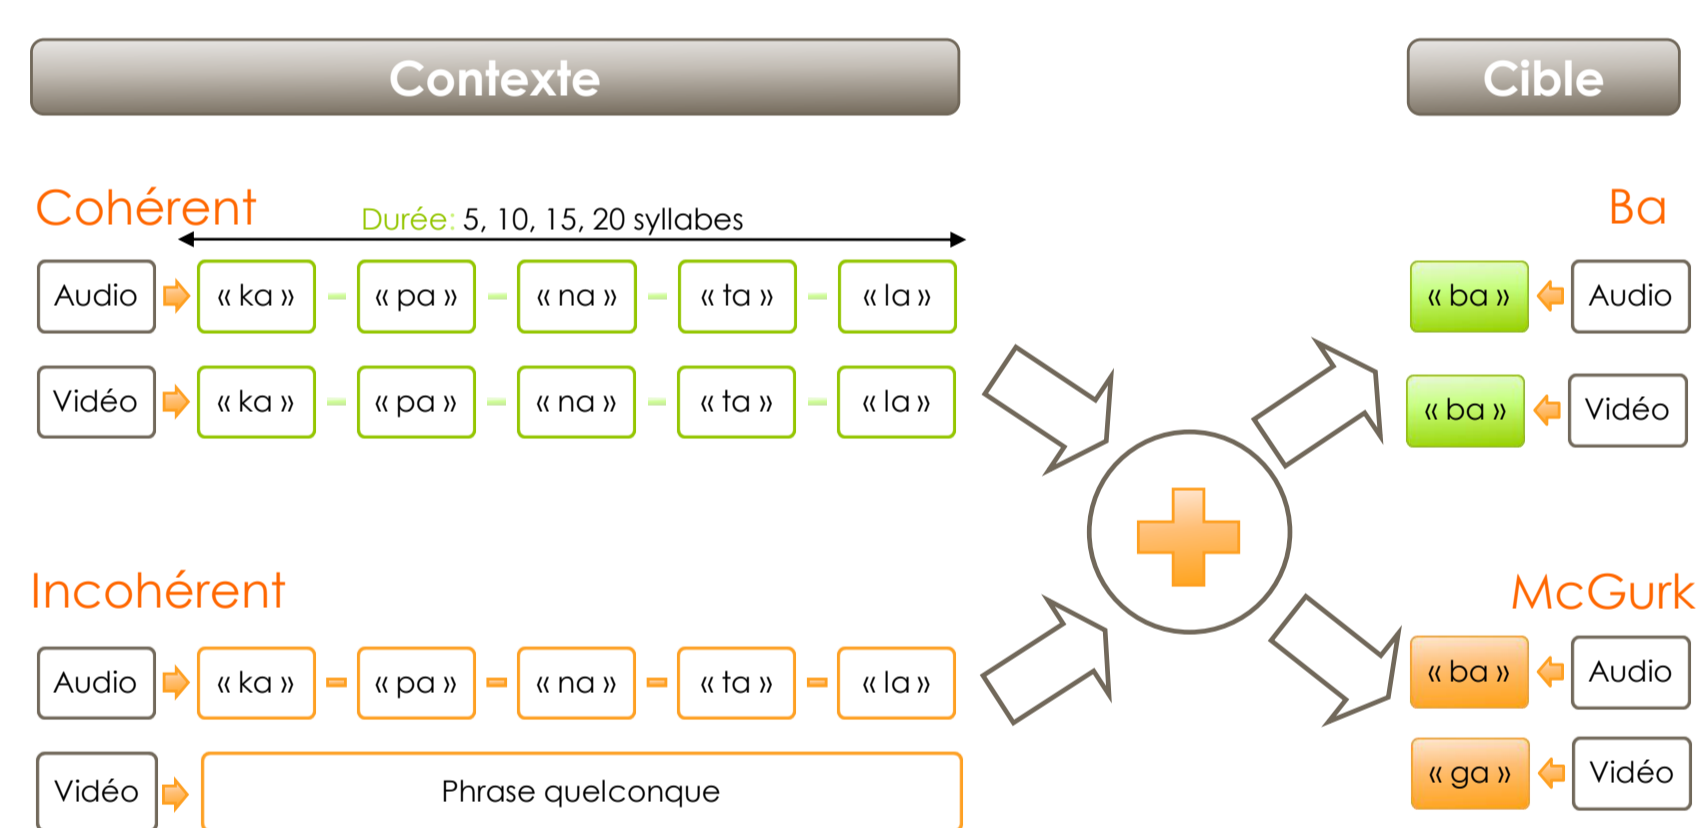 Contexte
Cible
Cohérent
Durée: 5, 10, 15, 20 syllabes
Ba
Audio « ka » « pa » « na » « ta » « la » « ba » Audio
Vidéo « ka » « pa » « na » « ta » « la » « ba » Vidéo
Incohérent
McGurk
Audio « ka » « pa » « na » « ta » « la » « ba » Audio
Vidéo Phrase quelconque « ga » Vidéo